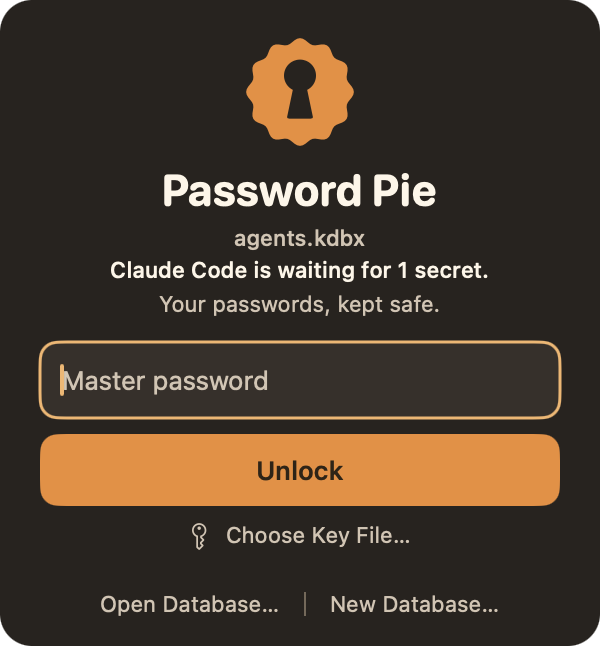 Password Pie
agents.kdbx
Claude Code is waiting for 1 secret.
Your passwords, kept safe.
Master password
Unlock
Choose Key File...
Open Database... | New Database...